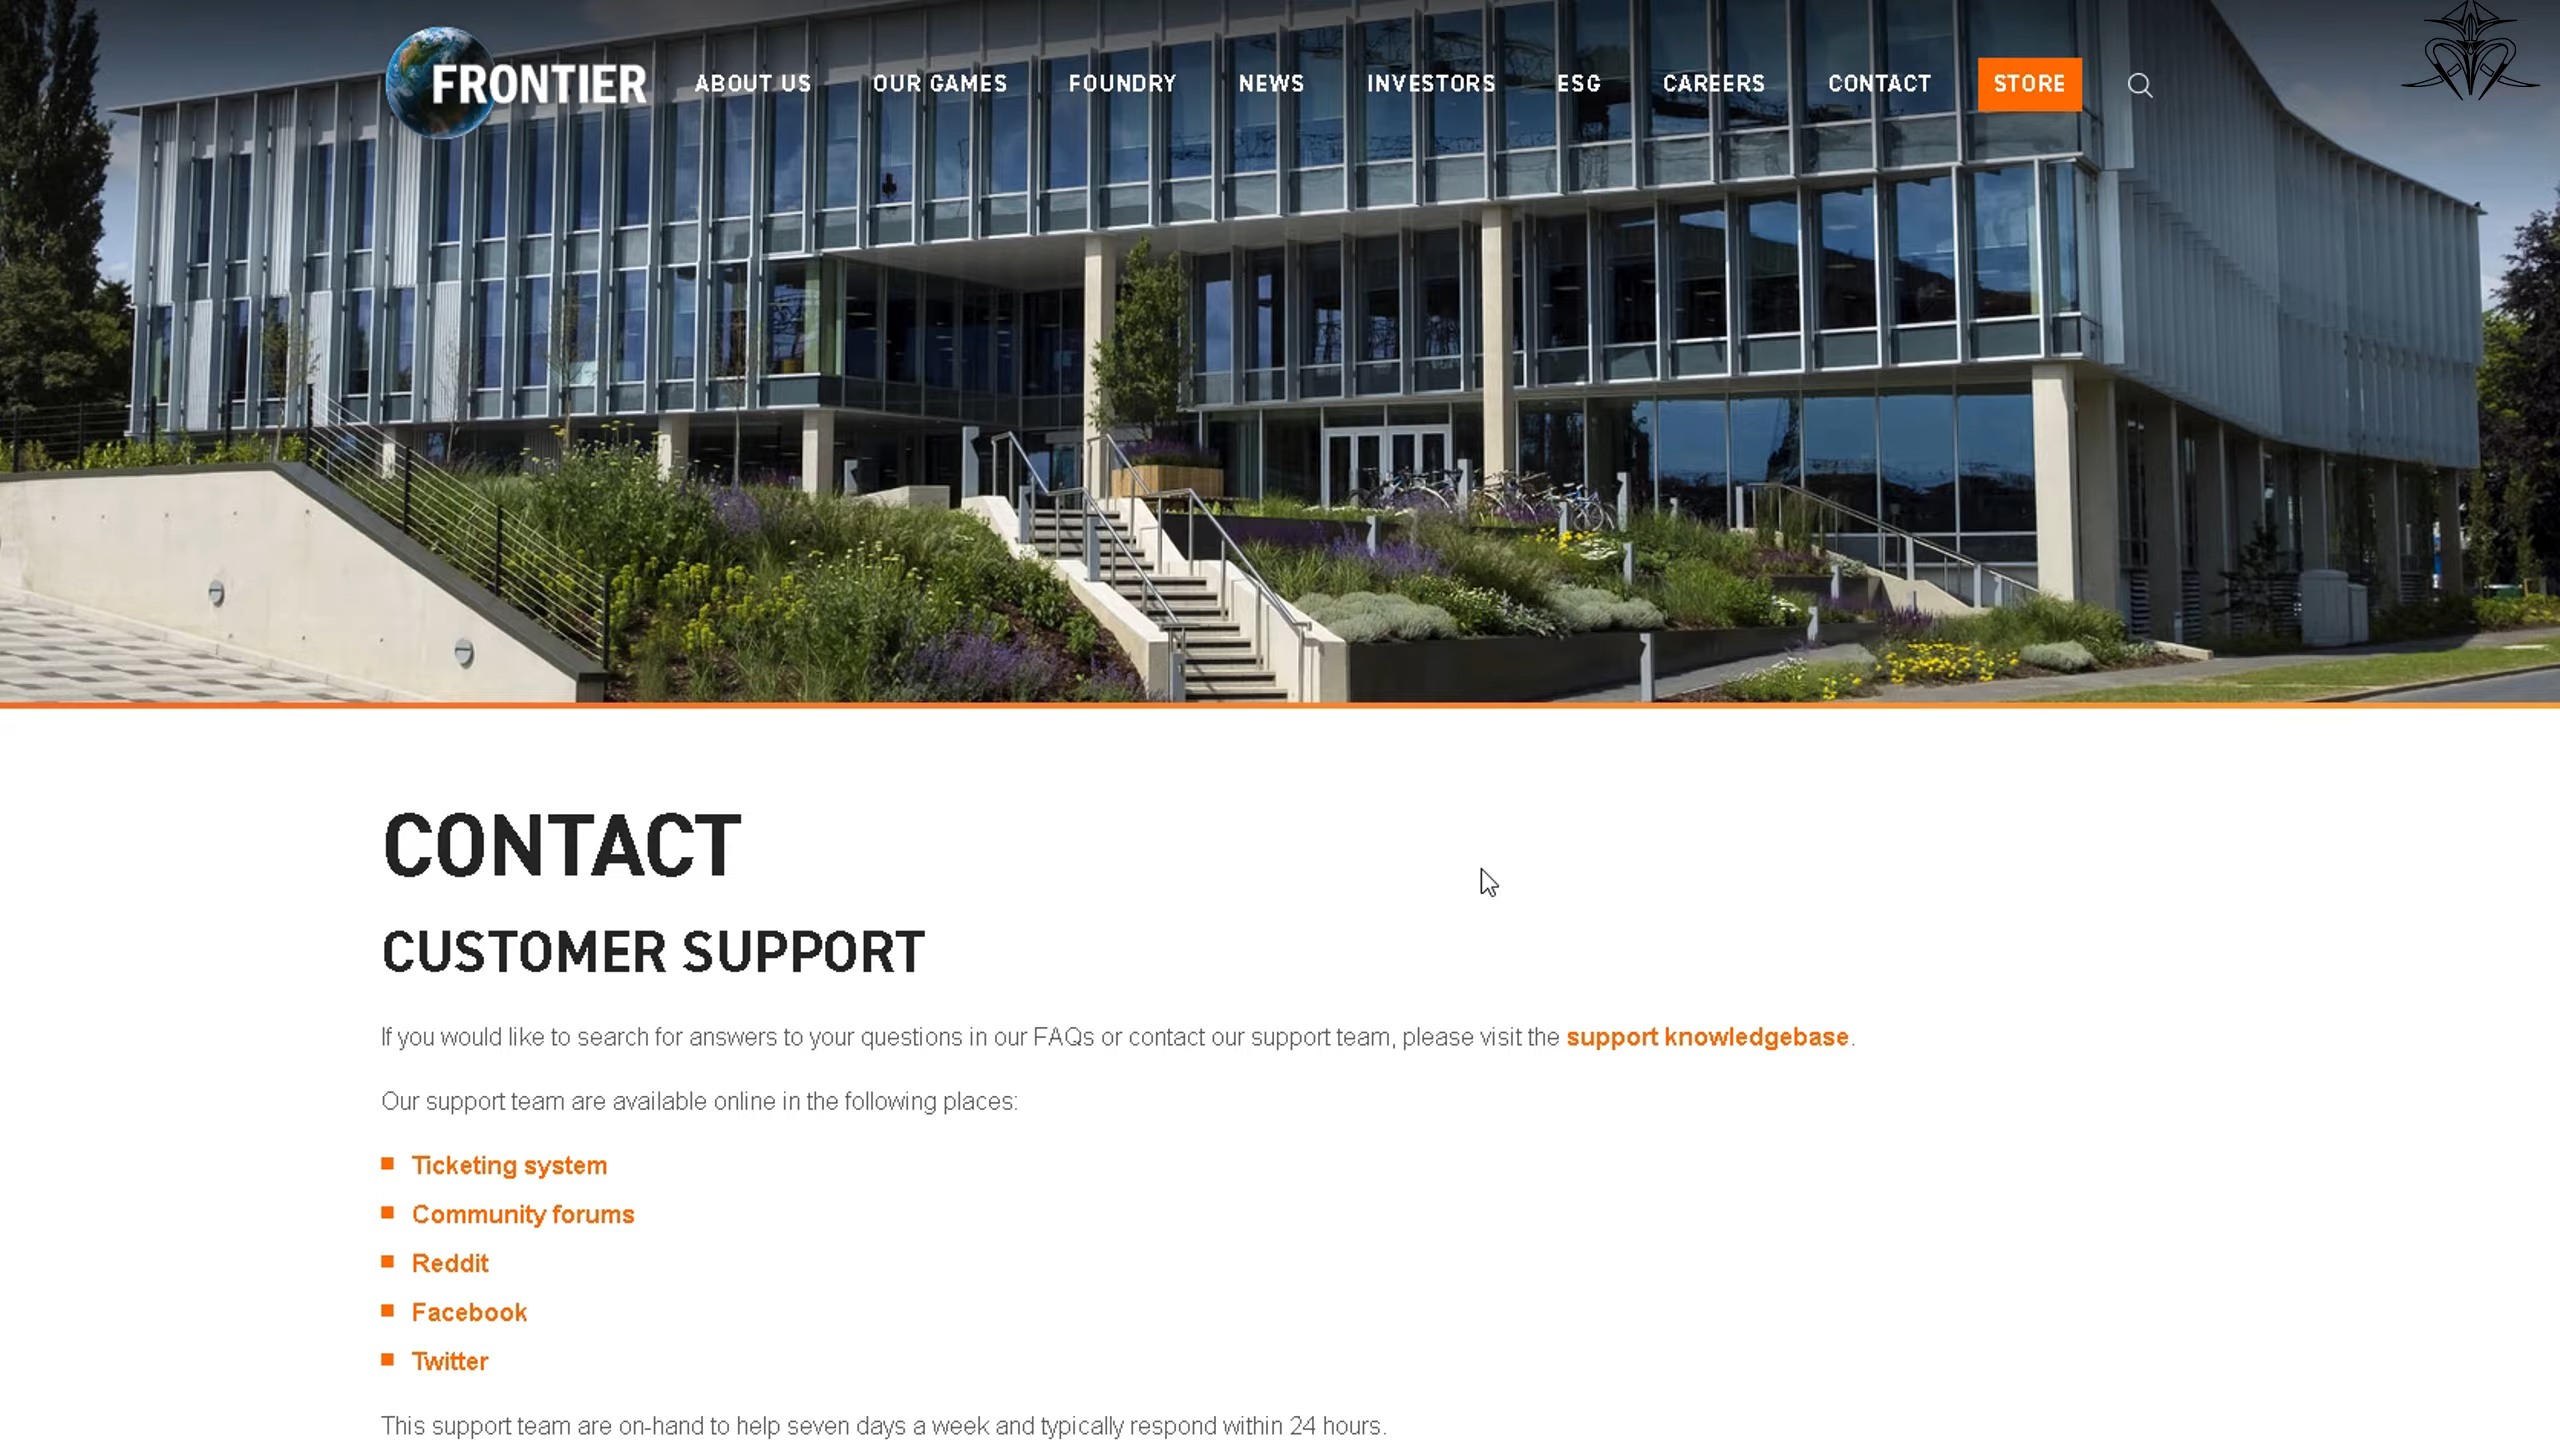 FRONTIER ABOUT US OUR GAMES FOUNDRY NEWS INVESTORS ESG CAREERS CONTACT STORE
CONTACT
CUSTOMER SUPPORT
If you would like to search for answers to your questions in our FAQs or contact our support team, please visit the support knowledgebase.
Our support team are available online in the following places:
Ticketing system
Community forums
Reddit
Facebook
Twitter
This support team are on-hand to help seven days a week and typically respond within 24 hours.